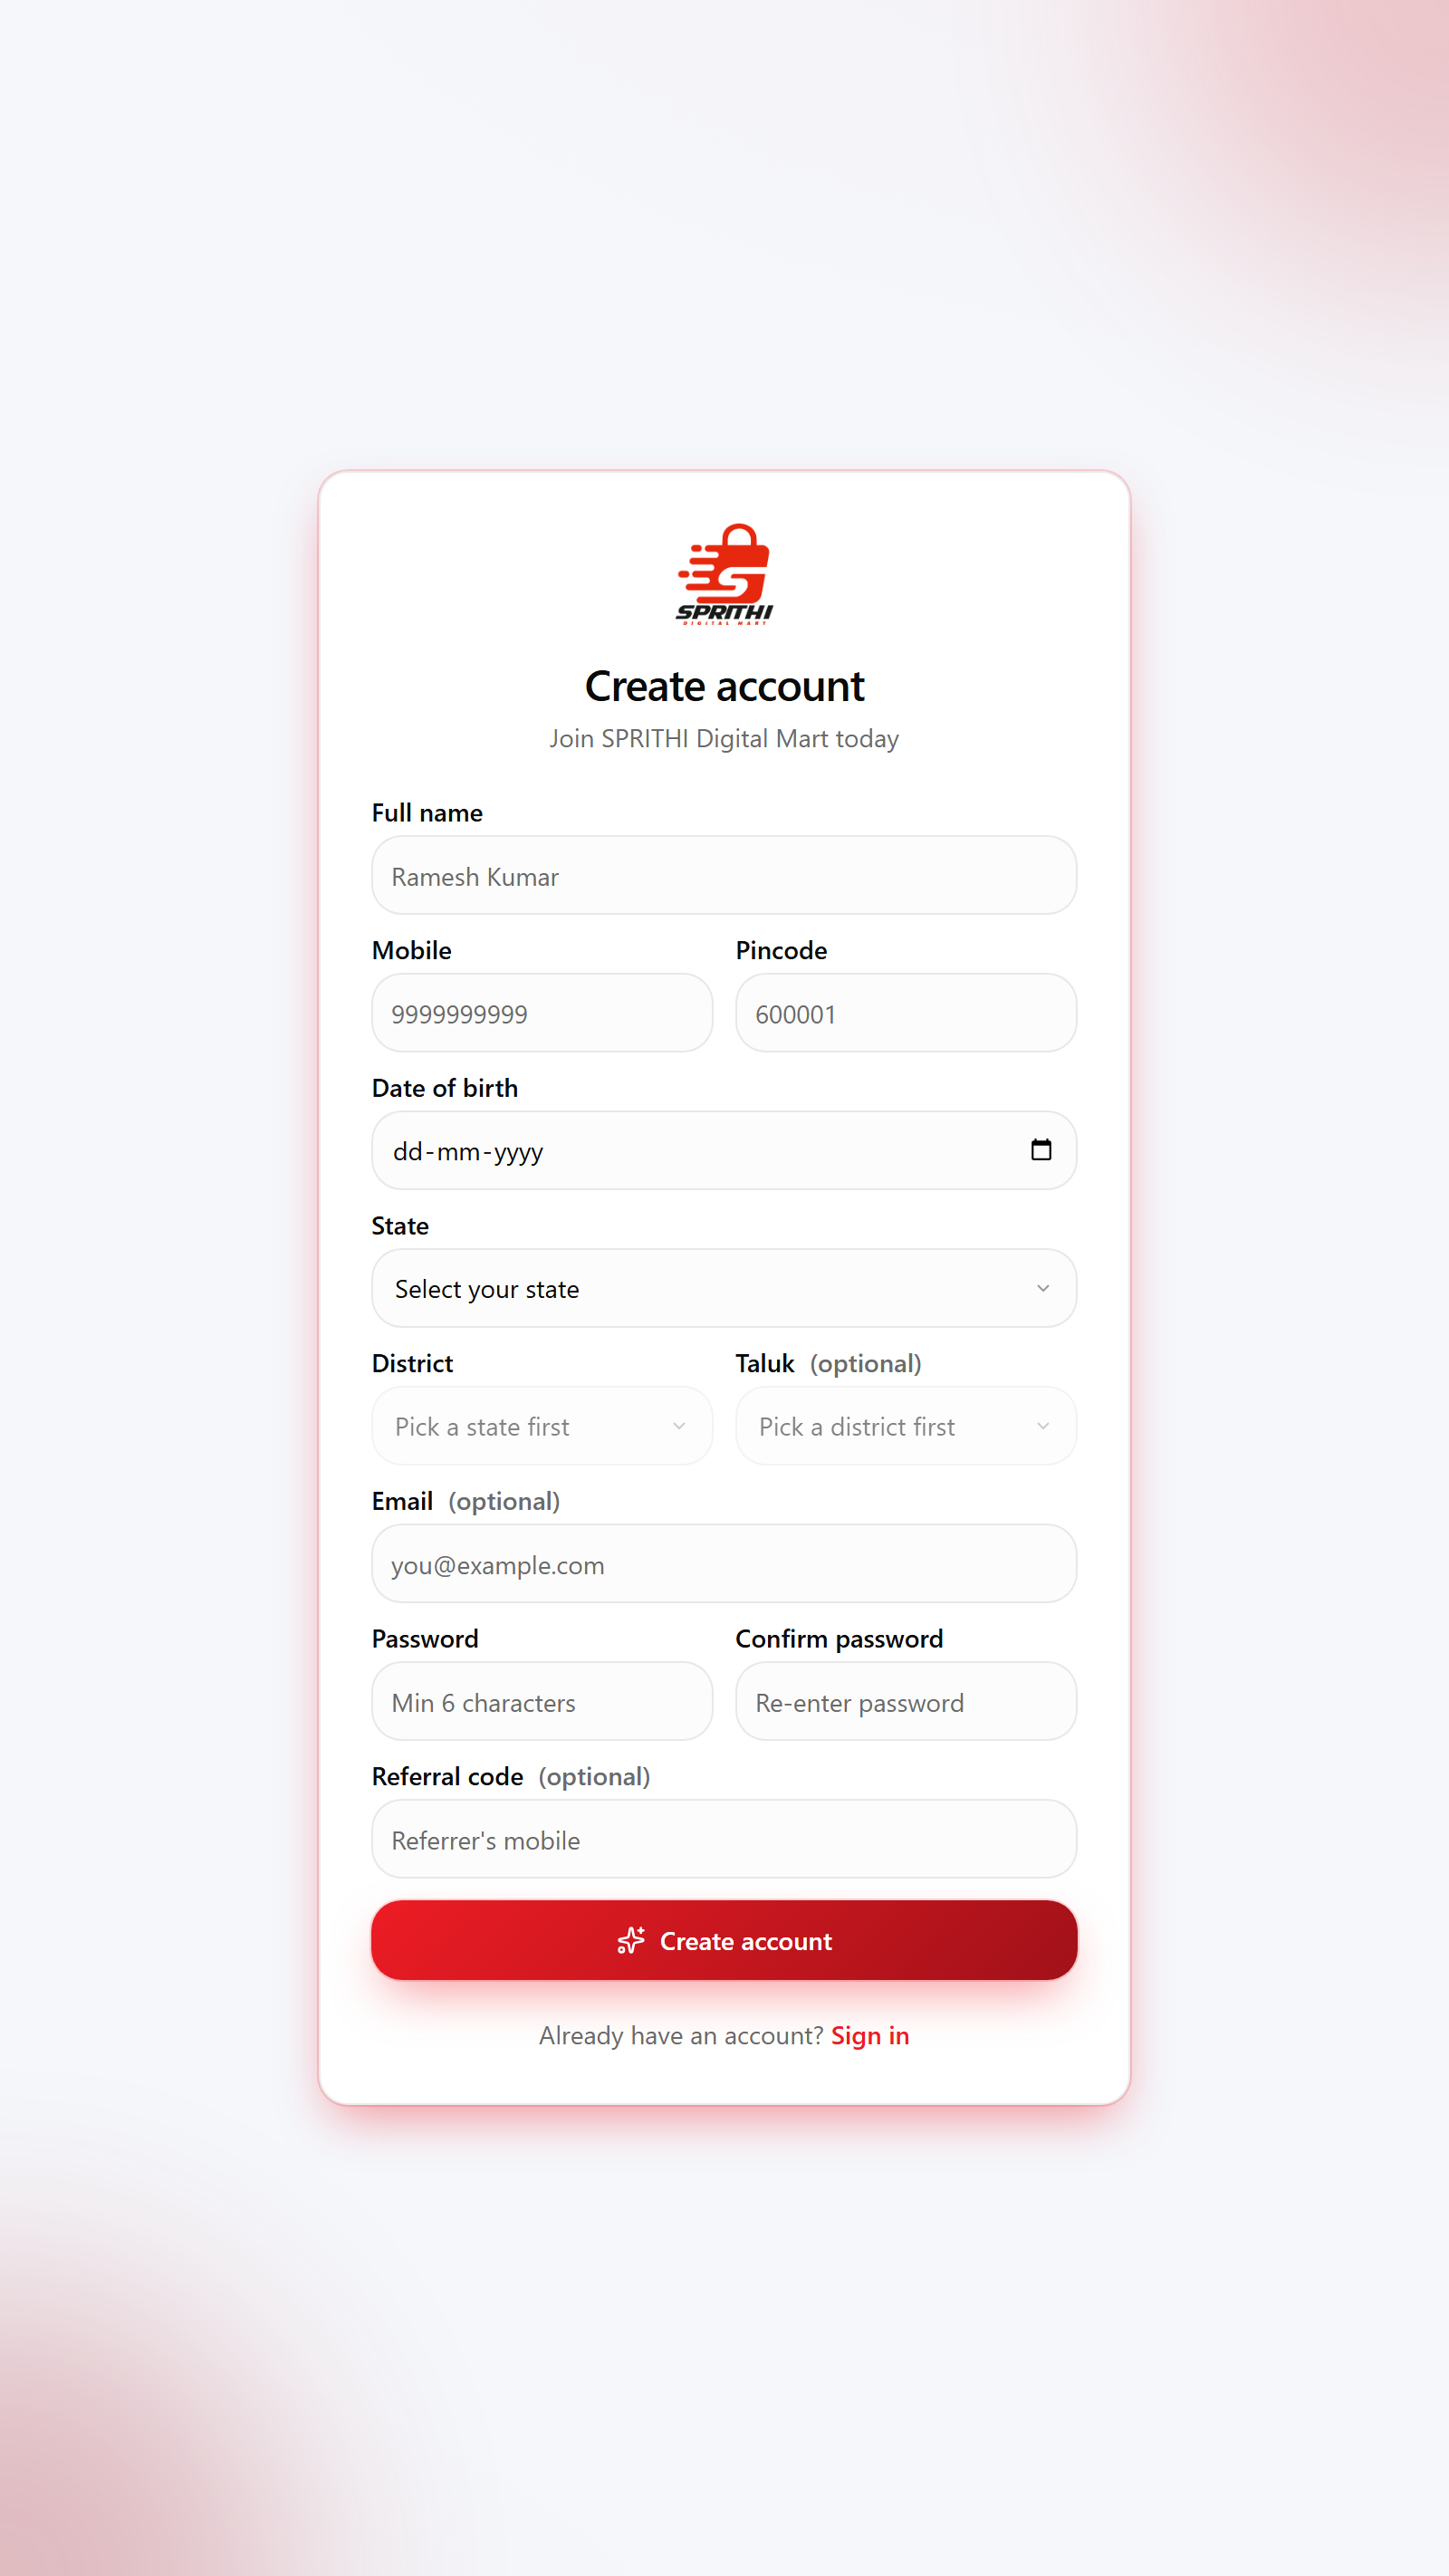 S
SPRITHI
DIGITAL MART
Create account
Join SPRITHI Digital Mart today
Full name
Ramesh Kumar
Mobile
Pincode
9999999999
600001
Date of birth
dd-mm-yyyy
State
Select your state
District
Taluk (optional)
Pick a state first
Pick a district first
Email (optional)
you@example.com
Password
Confirm password
Min 6 characters
Re-enter password
Referral code (optional)
Referrer's mobile
Create account
Already have an account? Sign in